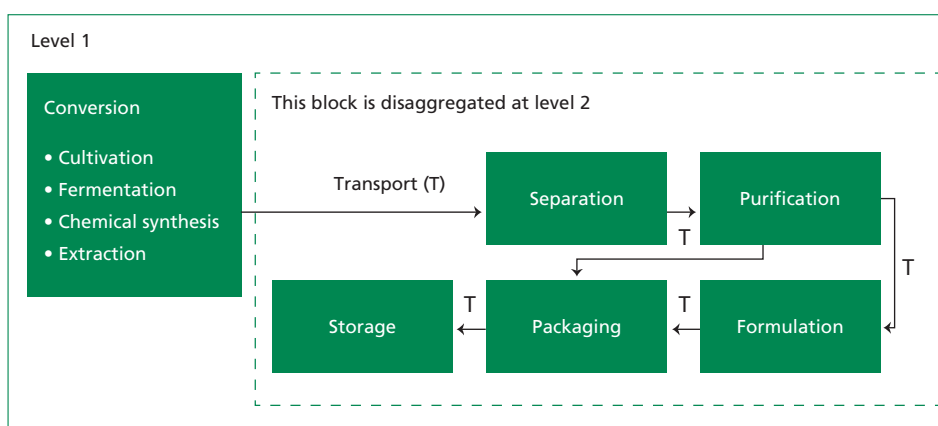 Level 1
Conversion
• Cultivation
• Fermentation
• Chemical synthesis
• Extraction
This block is disaggregated at level 2
Transport (T)
Separation
T
Purification
T
Storage
T
Packaging
T
Formulation